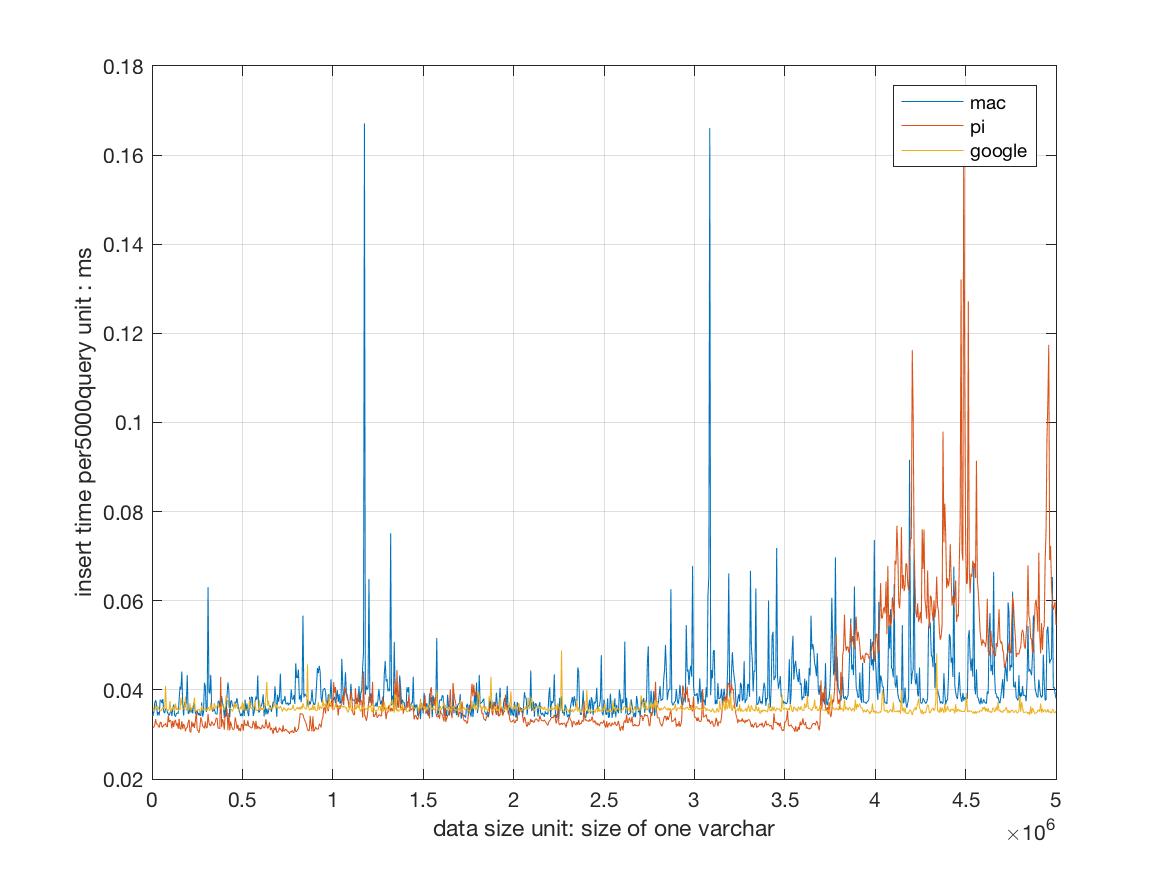 0.18
0.16
0.14
0.12
0.1
0.08
0.06
0.04
0.02
insert time per5000query unit : ms
mac
pi
google
0 0.5 1 1.5 2 2.5 3 3.5 4 4.5 5
×10⁶
data size unit: size of one varchar